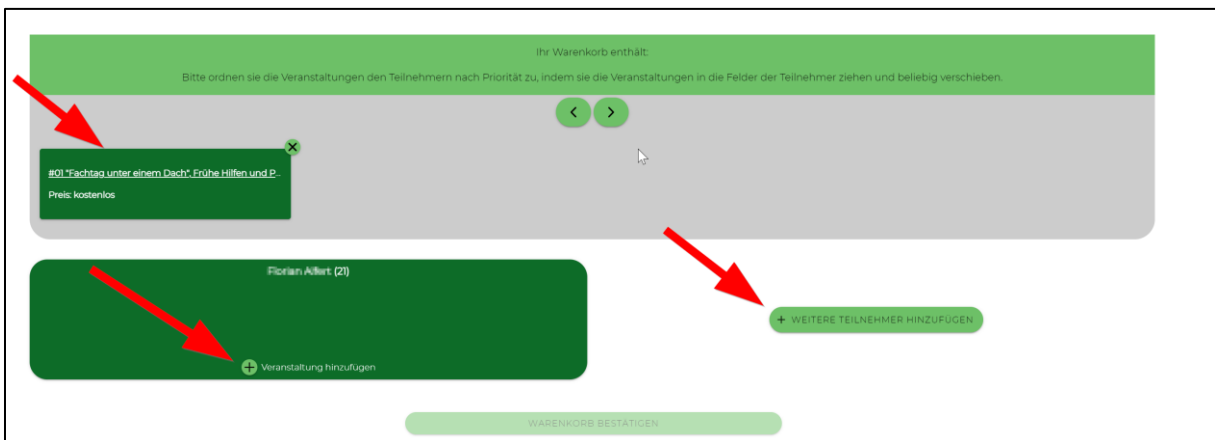 Ihr Warenkorb enthält:
Bitte ordnen sie die Veranstaltungen den Teilnehmern nach Priorität zu, indem sie die Veranstaltungen in die Felder der Teilnehmer ziehen und beliebig verschieben.
#01 "Fachtag unter einem Dach", Frühe Hilfen und P...
Preis: kostenlos
(21)
+ WEITERE TEILNEHMER HINZUFÜGEN
Veranstaltung hinzufügen
WARENKORB BESTÄTIGEN